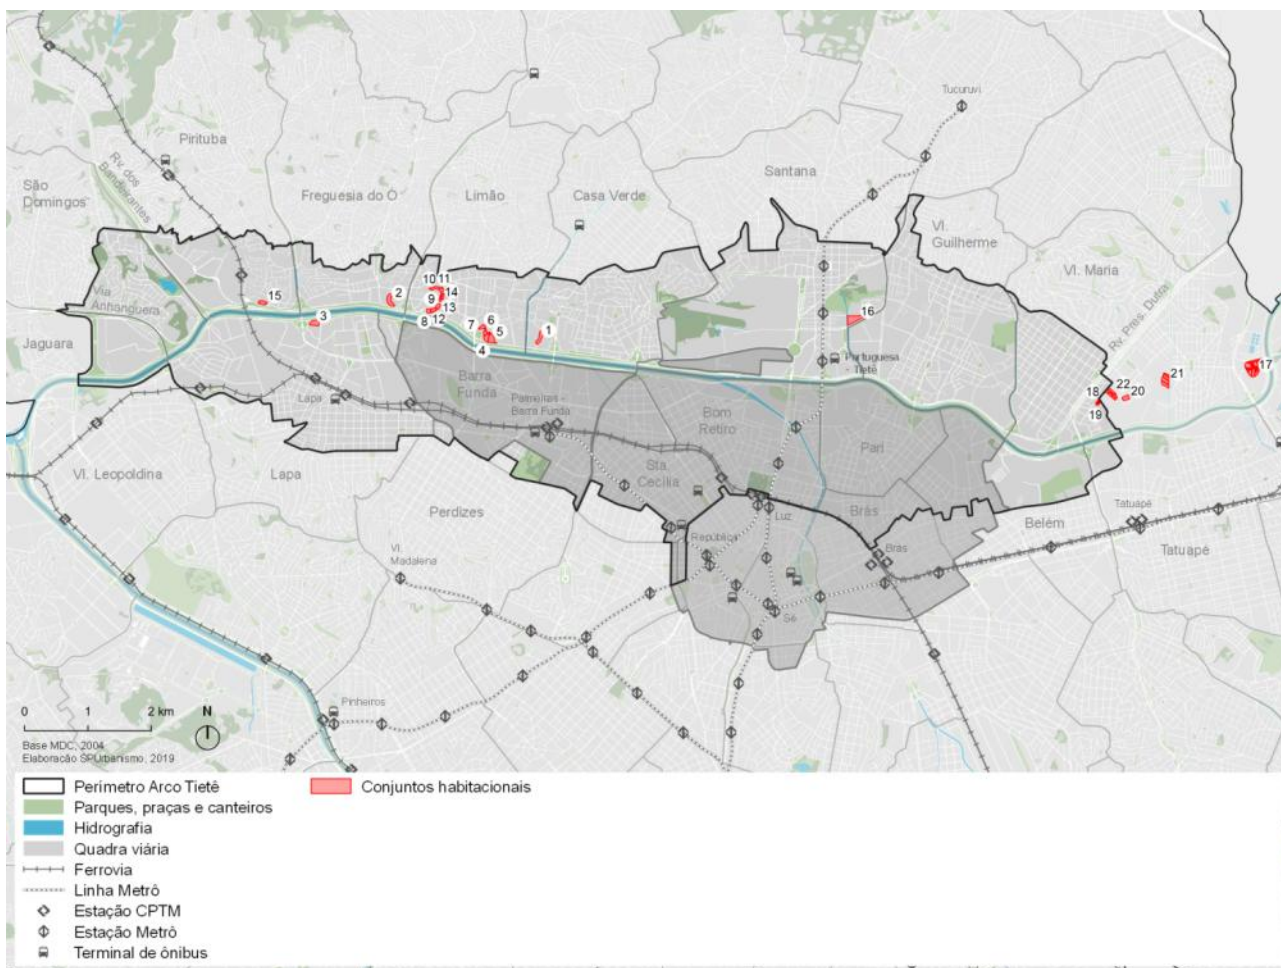 Tucuruvi
Pirituba
Santana
São
Domingos
Rv. dos
Bandeirantes
Freguesia do Ó
Limão
Casa Verde
Vl.
Guilherme
Vl. Maria
Via
Anhanguera
Rv. Pres. Dutra
10
11
15
2
9
14
3
13
16
8
12
7
6
5
1
4
Jaguara
Portuguesa
- Tietê
17
21
18
22
20
19
Barra
Funda
Lapa
Palmeiras -
Barra Funda
Bom
Retiro
Pari
Vl. Leopoldina
Lapa
Sta
Cecília
Perdizes
Luz
Brás
Belém
Tatuapé
República
Brás
Tatuapé
Vl.
Madalena
Sé
Pinheiros
0 1 2 km
N
Base MDC, 2004
Elaboração SPUrbanismo, 2019
Perímetro Arco Tietê
Conjuntos habitacionais
Parques, praças e canteiros
Hidrografia
Quadra viária
Ferrovia
Linha Metrô
Estação CPTM
Estação Metrô
Terminal de ônibus